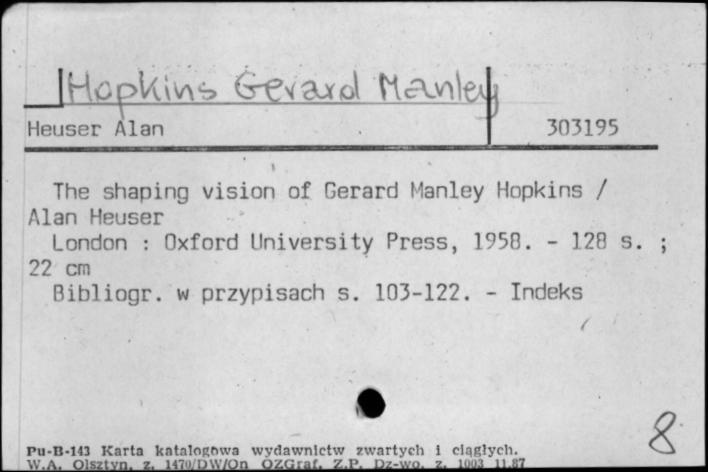 Hopkins Gerard Manley
Heuser Alan 303195
The shaping vision of Gerard Manley Hopkins /
Alan Heuser
London : Oxford University Press, 1958. - 128 s. ;
22 cm
Bibliogr. w przypisach s. 103-122. - Indeks
8
Pu-B-143 Karta katalogowa wydawnictw zwartych i ciągłych.
W.A. Olsztyn, z. 1470/DW/On OZGraf. Z.P. Dz-wo, z. 1003 11.87